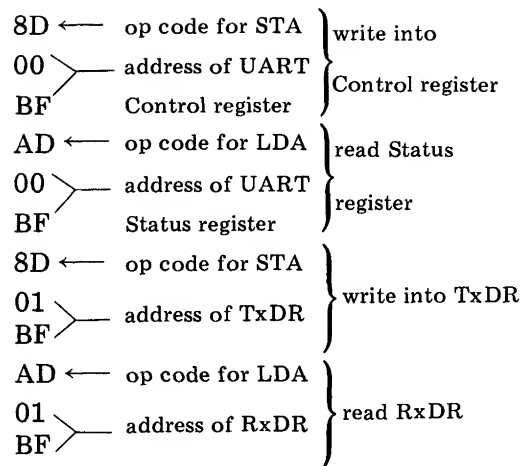 8D ← op code for STA
write into
00
address of UART
BF Control register
Control register
AD ← op code for LDA
read Status
00
address of UART
register
BF Status register
8D ← op code for STA
write into TxDR
01
address of TxDR
BF
AD ← op code for LDA
read RxDR
01
address of RxDR
BF